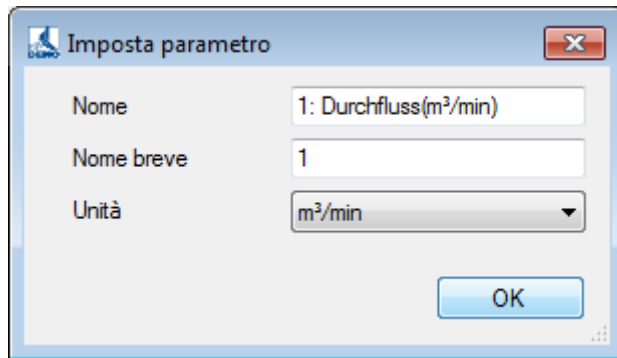 Imposta parametro
Nome 1: Durchfluss(m³/min)
Nome breve 1
Unità m³/min
OK